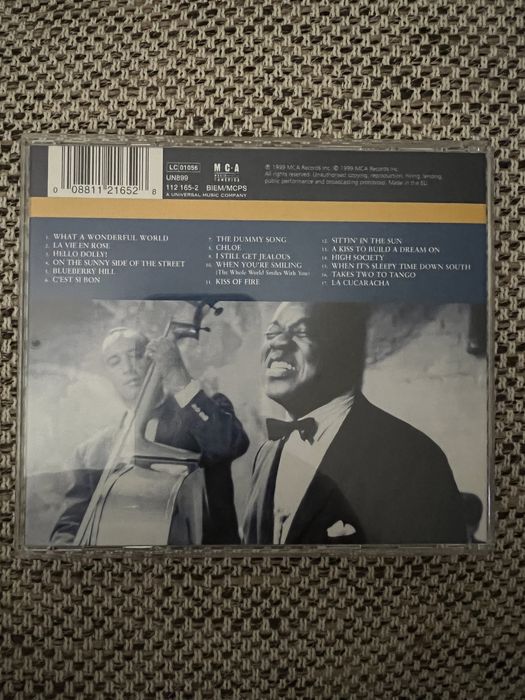 0 08811 21652 8
LC 01056
UN899
112 165-2 BIEM/MCPS
A UNIVERSAL MUSIC COMPANY
M·C·A
MUSIC CORPORATION
OF AMERICA
℗ 1999 MCA Records Inc. © 1999 MCA Records Inc.
All rights reserved. Unauthorised copying, reproduction, hiring, lending,
public performance and broadcasting prohibited. Made in the EU.
1. WHAT A WONDERFUL WORLD
2. LA VIE EN ROSE
3. HELLO DOLLY!
4. ON THE SUNNY SIDE OF THE STREET
5. BLUEBERRY HILL
6. C'EST SI BON
7. THE DUMMY SONG
8. CHLOE
9. I STILL GET JEALOUS
10. WHEN YOU'RE SMILING
(The Whole World Smiles With You)
11. KISS OF FIRE
12. SITTIN' IN THE SUN
13. A KISS TO BUILD A DREAM ON
14. HIGH SOCIETY
15. WHEN IT'S SLEEPY TIME DOWN SOUTH
16. TAKES TWO TO TANGO
17. LA CUCARACHA